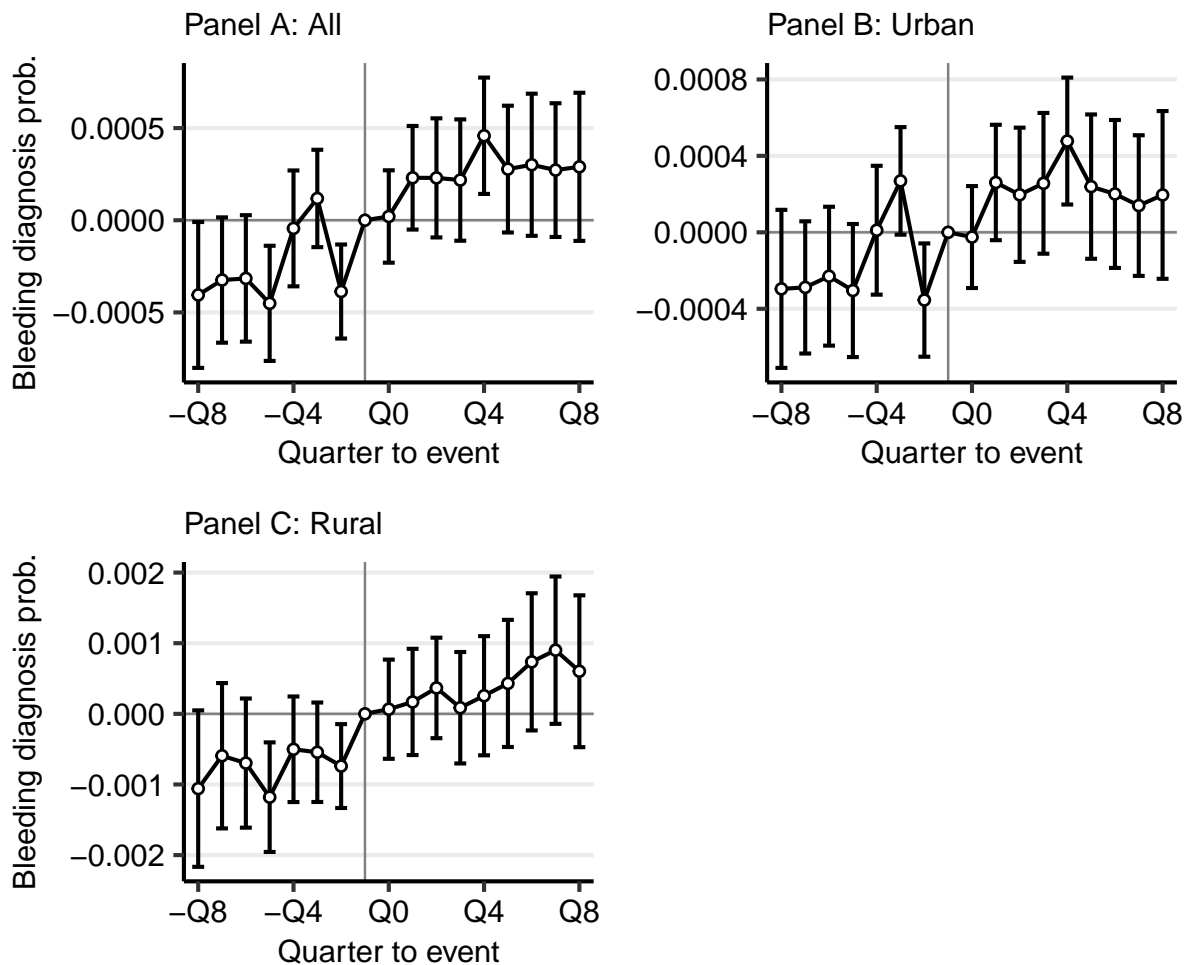 Panel A: All
Bleeding diagnosis prob.
0.0005
0.0000
−0.0005
−Q8 −Q4 Q0 Q4 Q8
Quarter to event
Panel B: Urban
0.0008
0.0004
0.0000
−0.0004
−Q8 −Q4 Q0 Q4 Q8
Quarter to event
Panel C: Rural
Bleeding diagnosis prob.
0.002
0.001
0.000
−0.001
−0.002
−Q8 −Q4 Q0 Q4 Q8
Quarter to event